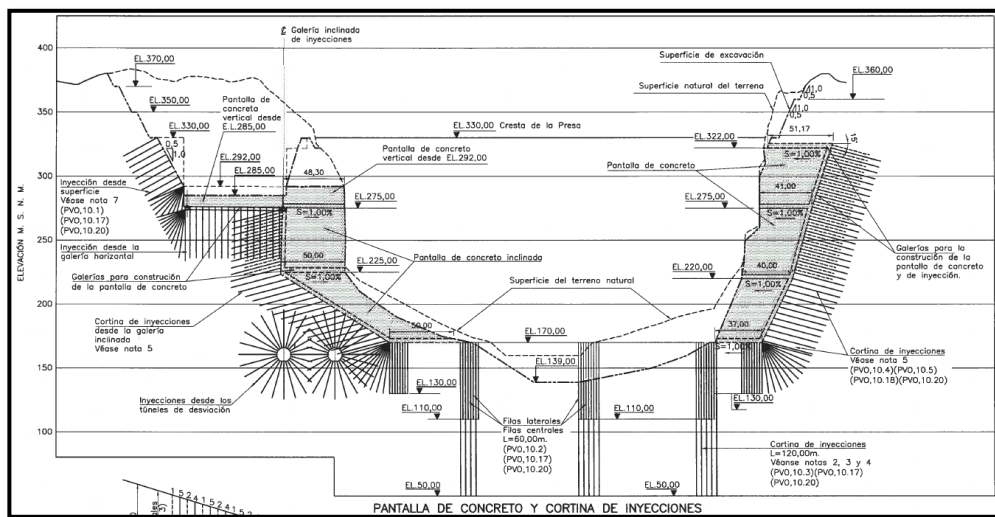 ₵ Galería inclinada
de inyecciones
400
350
300
250
200
150
100
ELEVACIÓN M. S. N. M.
EL.370,00
EL.350,00
EL.330,00
0,5
1,0
EL.292,00
EL.285,00
Pantalla de
concreto
vertical desde
E.L.285,00
Inyección desde
superficie
Véase nota 7
(PVO,10.1)
(PVO,10.17)
(PVO,10.20)
Inyección desde la
galería horizontal
Galerías para construcción
de la pantalla de concreto
Cortina de inyecciones
desde la galería
inclinada
Véase nota 5
Inyecciones desde los
túneles de desviación
EL.330,00 Cresta de la Presa
Pantalla de concreto
vertical desde EL.292,00
48,30
EL.275,00
S=1,00%
50,00
EL.225,00
S=1,00%
Pantalla de concreto inclinada
Superficie del terreno natural
50,00
EL.170,00
EL.139,00
EL.130,00
EL.110,00
EL.50,00
Filas laterales
Filas centrales
L=60,00m.
(PVO,10.2)
(PVO,10.17)
(PVO,10.20)
EL.110,00
EL.50,00
Superficie de excavación
Superficie natural del terreno
1,0
0,5
1,0
0,5
EL.360,00
51,17
EL.322,00
S=1,00%
Pantalla de concreto
41,00
EL.275,00
S=1,00%
Galerías para la
construcción de la
pantalla de concreto
y de inyección.
EL.220,00
40,00
S=1,00%
37,00
S=1,00%
EL.130,00
Cortina de inyecciones
Véase nota 5
(PVO,10.4)(PVO,10.5)
(PVO,10.18)(PVO,10.20)
Cortina de inyecciones
L=120,00m.
Véanse notas 2, 3 y 4
(PVO,10.3)(PVO,10.17)
(PVO,10.20)
1 5 2 4 1 5 2 4 1 5 2
PANTALLA DE CONCRETO Y CORTINA DE INYECCIONES